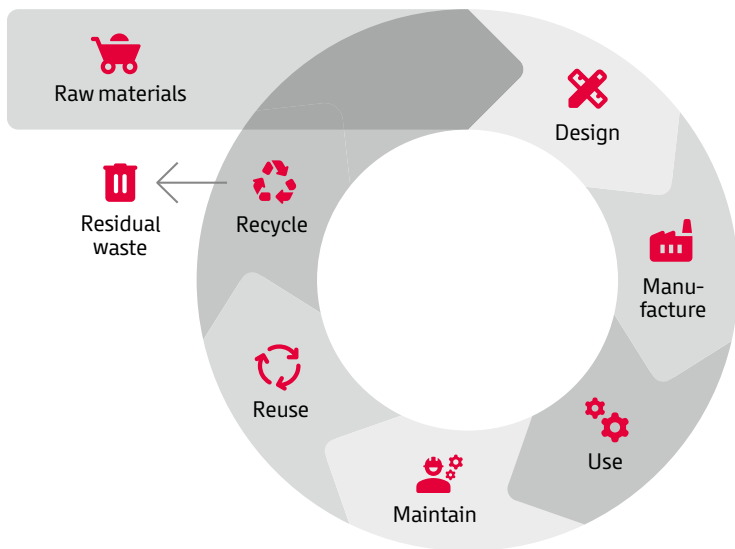 Raw materials
Design
Manu-
facture
Use
Maintain
Reuse
Recycle
Residual
waste